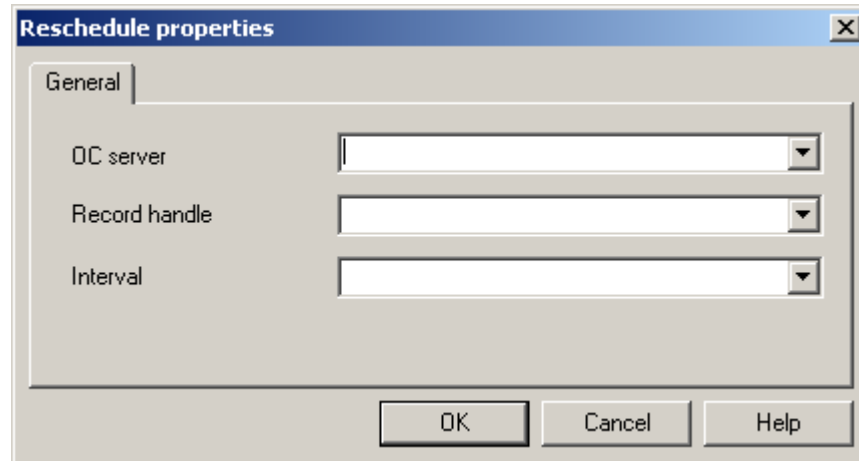 Reschedule properties
General
OC server
Record handle
Interval
OK Cancel Help